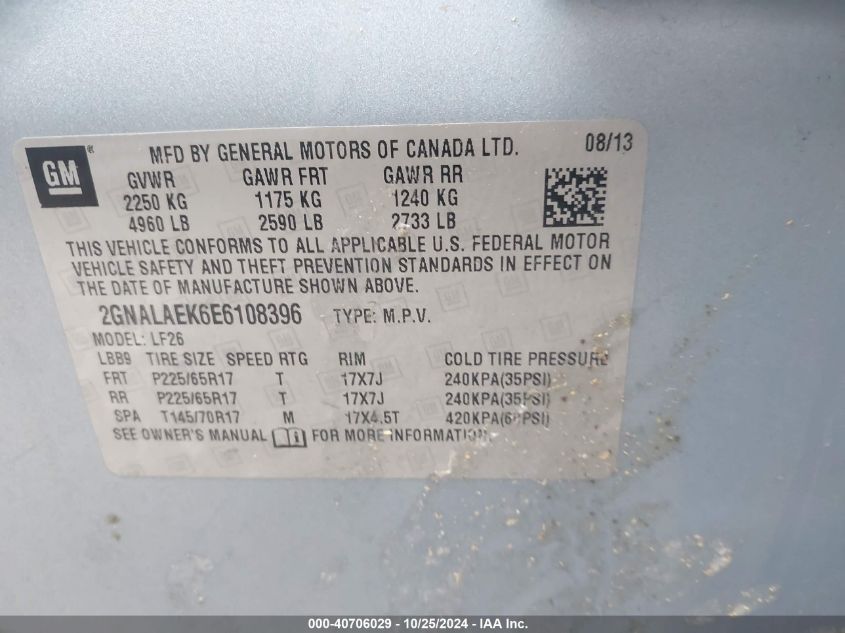 GM® MFD BY GENERAL MOTORS OF CANADA LTD. 08/13
GVWR GAWR FRT GAWR RR
2250 KG 1175 KG 1240 KG
4960 LB 2590 LB 2733 LB
THIS VEHICLE CONFORMS TO ALL APPLICABLE U.S. FEDERAL MOTOR
VEHICLE SAFETY AND THEFT PREVENTION STANDARDS IN EFFECT ON
THE DATE OF MANUFACTURE SHOWN ABOVE.
2GNALAEK6E6108396 TYPE: M.P.V.
MODEL: LF26
LBB9 TIRE SIZE SPEED RTG RIM COLD TIRE PRESSURE
FRT P225/65R17 T 17X7J 240KPA(35PSI)
RR P225/65R17 T 17X7J 240KPA(35PSI)
SPA T145/70R17 M 17X4.5T 420KPA(60PSI)
SEE OWNER'S MANUAL FOR MORE INFORMATION.
000-40706029 - 10/25/2024 - IAA Inc.